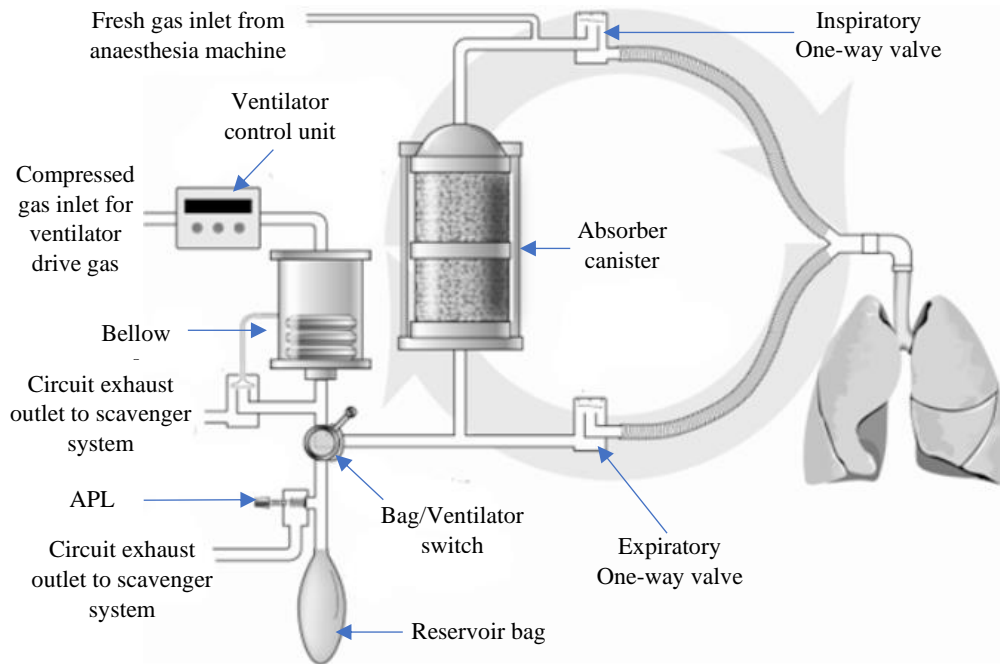 Fresh gas inlet from
anaesthesia machine
Inspiratory
One-way valve
Ventilator
control unit
Compressed
gas inlet for
ventilator
drive gas
Absorber
canister
Bellow
Circuit exhaust
outlet to scavenger
system
APL
Bag/Ventilator
switch
Circuit exhaust
outlet to scavenger
system
Expiratory
One-way valve
Reservoir bag